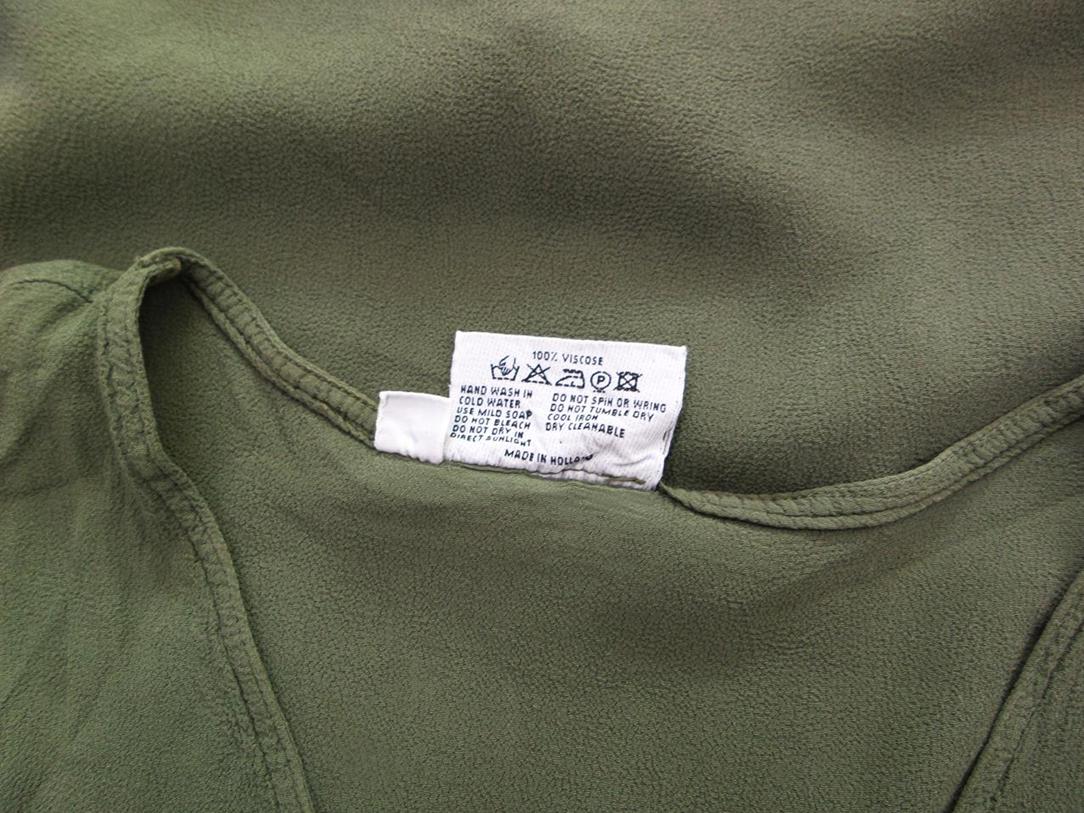 100% VISCOSE
P
HAND WASH IN
COLD WATER
USE MILD SOAP
DO NOT BLEACH
DO NOT DRY IN
DIRECT SUNLIGHT
DO NOT SPIN OR WRING
DO NOT TUMBLE DRY
COOL IRON
DRY CLEANABLE
MADE IN HOLLAND